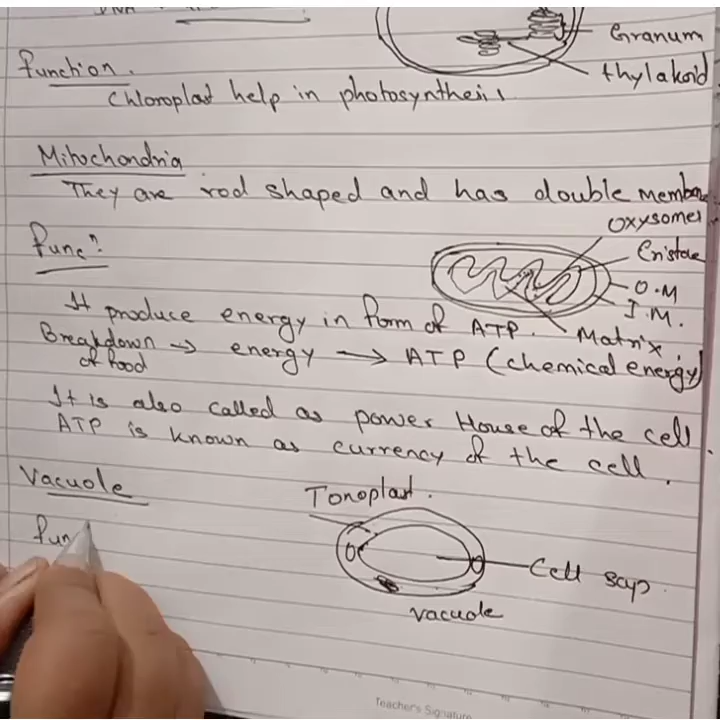 Granum
Function.
thylakoid
Chloroplast help in photosynthesis
Mitochondria
They are rod shaped and has double membrane
oxysomes
Func?
Cristae
O.M
I.M.
It produce energy in form of ATP.
Matrix
Breakdown → energy → ATP (chemical energy)
of food
It is also called as power House of the cell.
ATP is known as currency of the cell.
Vacuole
Tonoplast.
Fun
Cell sap
vacuole
Teacher's Signature